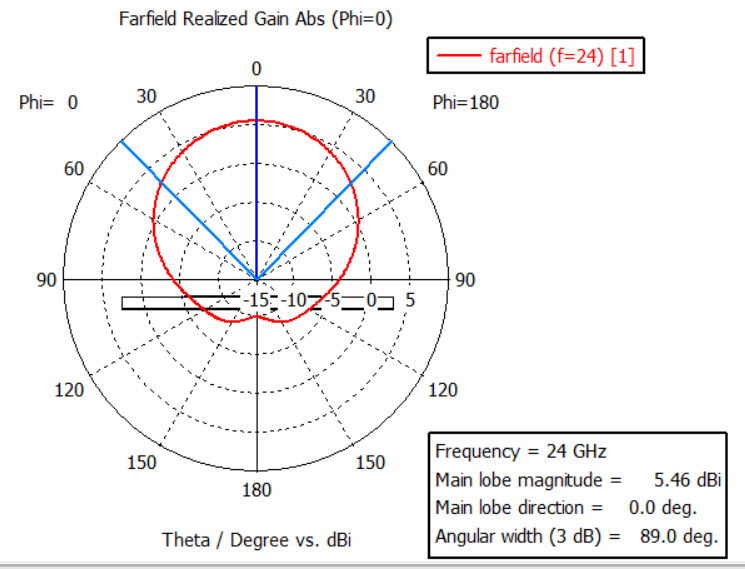 Farfield Realized Gain Abs (Phi=0)
farfield (f=24) [1]
0
Phi= 0
30
30
Phi=180
60
60
90
90
-15 -10 -5 0 5
120
120
150
150
180
Theta / Degree vs. dBi
Frequency = 24 GHz
Main lobe magnitude = 5.46 dBi
Main lobe direction = 0.0 deg.
Angular width (3 dB) = 89.0 deg.